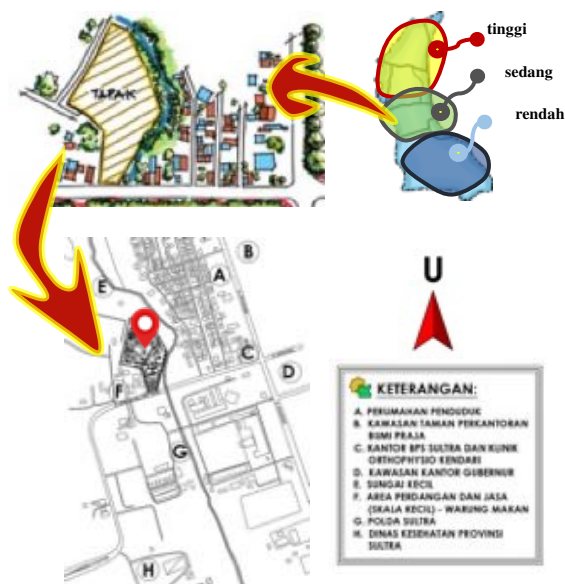 tinggi
sedang
rendah
TAPAK
B
E
A
U
C
D
F
G
H
KETERANGAN:
A. PERUMAHAN PENDUDUK
B. KAWASAN TAMAN PERKANTORAN
BUMI PRAJA
C. KANTOR BPS SULTRA DAN KLINIK
ORTHOPHYSIO KENDARI
D. KAWASAN KANTOR GUBERNUR
E. SUNGAI KECIL
F. AREA PERDANGAN DAN JASA
(SKALA KECIL) - WARUNG MAKAN
G. POLDA SULTRA
H. DINAS KESEHATAN PROVINSI
SULTRA